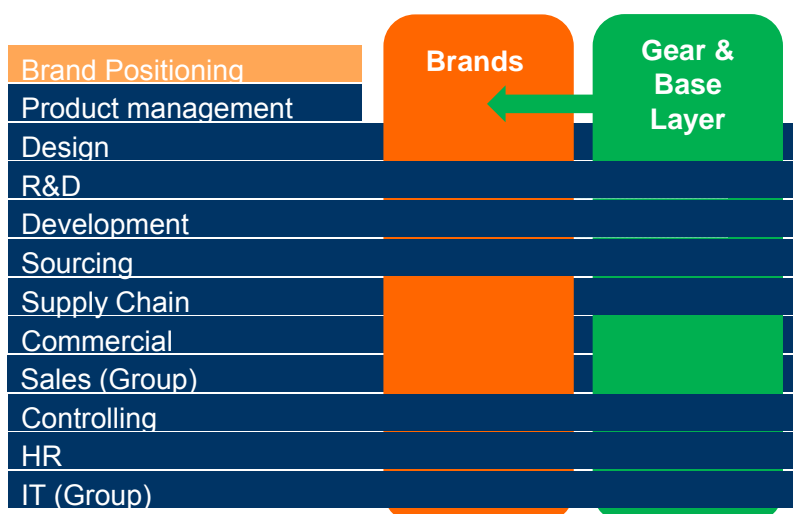 Brand Positioning
Product management
Design
R&D
Development
Sourcing
Supply Chain
Commercial
Sales (Group)
Controlling
HR
IT (Group)
Brands
Gear &
Base
Layer